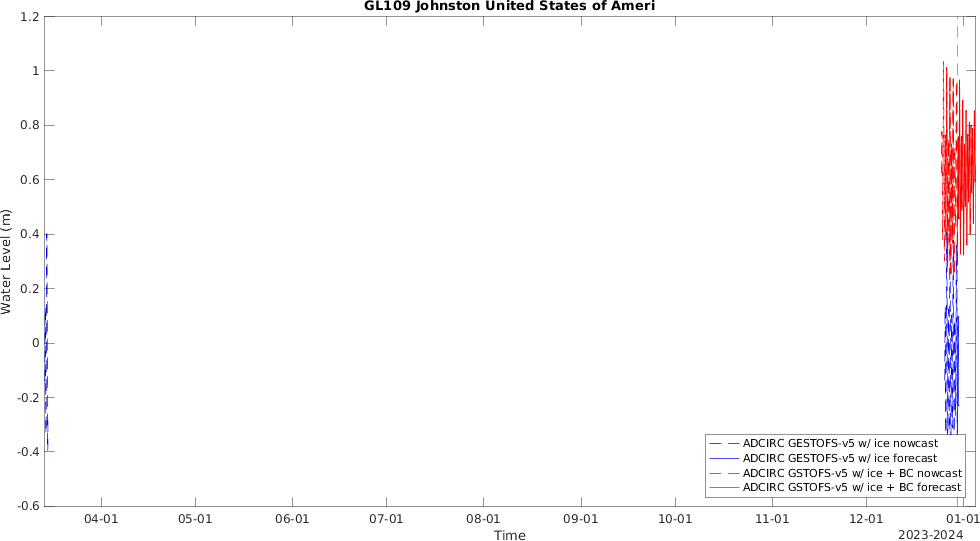 GL109 Johnston United States of Ameri
1.2
1
0.8
0.6
0.4
0.2
0
-0.2
-0.4
-0.6
Water Level (m)
04-01 05-01 06-01 07-01 08-01 09-01 10-01 11-01 12-01 01-01
Time
2023-2024
ADCIRC GESTOFS-v5 w/ ice nowcast
ADCIRC GESTOFS-v5 w/ ice forecast
ADCIRC GSTOFS-v5 w/ ice + BC nowcast
ADCIRC GSTOFS-v5 w/ ice + BC forecast